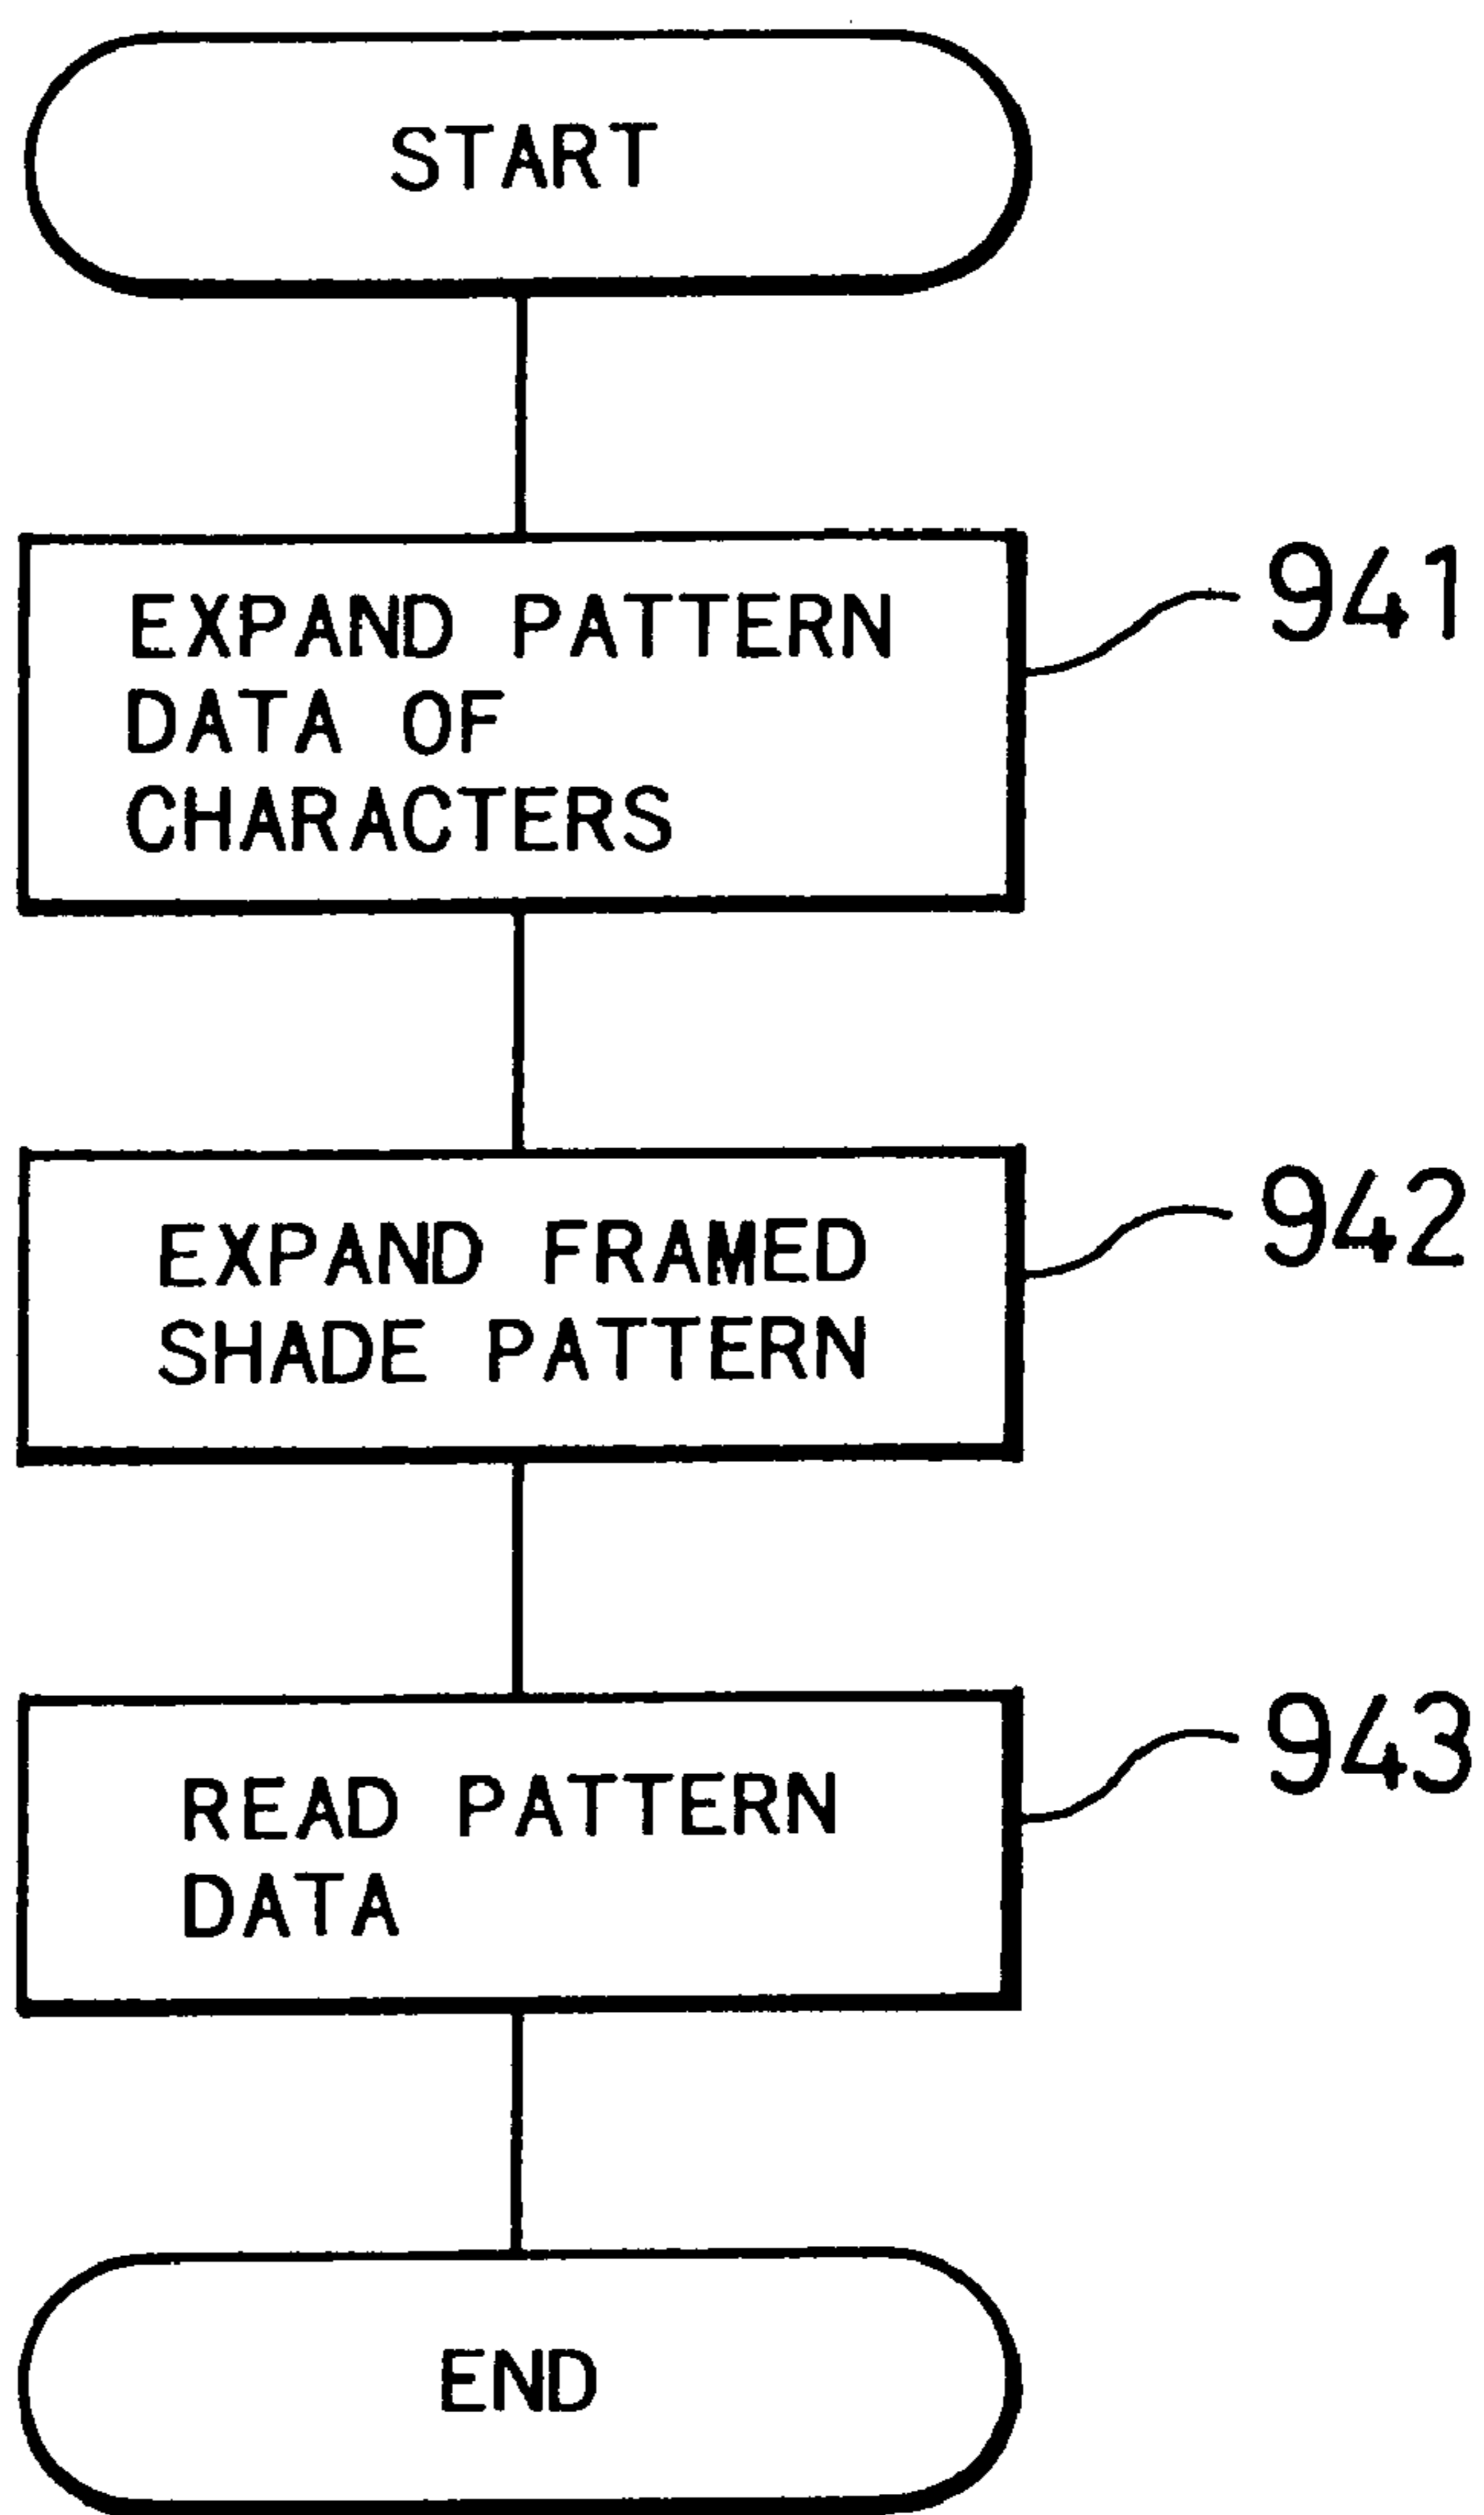 START
EXPAND PATTERN
DATA OF
CHARACTERS
941
EXPAND FRAMED
SHADE PATTERN
942
READ PATTERN
DATA
943
END